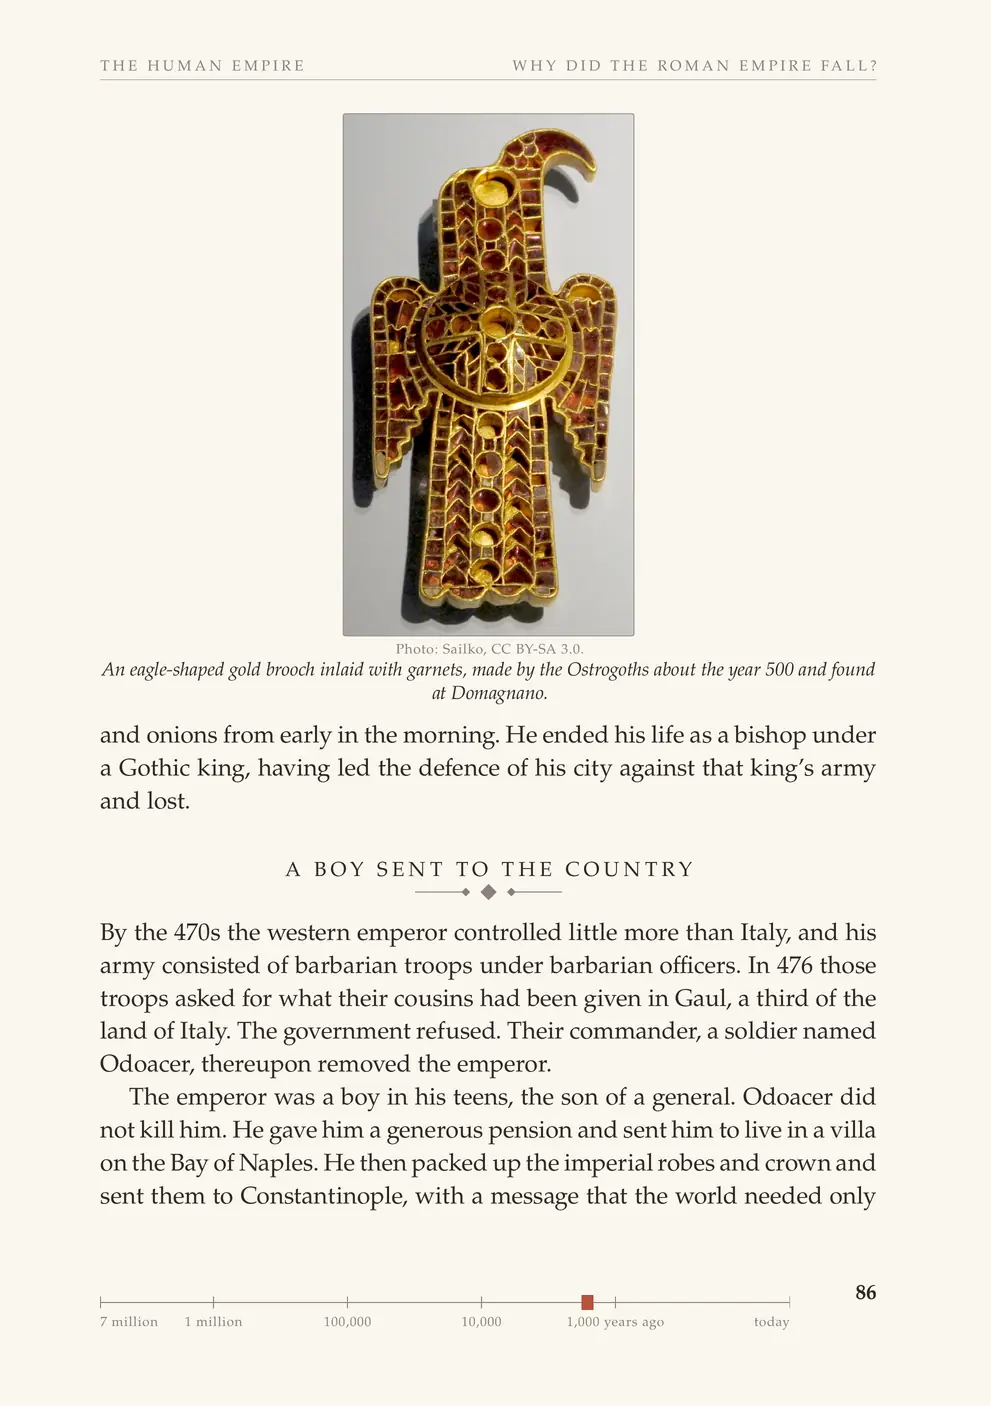 THE HUMAN EMPIRE
WHY DID THE ROMAN EMPIRE FALL?
Photo: Sailko, CC BY-SA 3.0.
An eagle-shaped gold brooch inlaid with garnets, made by the Ostrogoths about the year 500 and found
at Domagnano.
and onions from early in the morning. He ended his life as a bishop under
a Gothic king, having led the defence of his city against that king’s army
and lost.
A BOY SENT TO THE COUNTRY
By the 470s the western emperor controlled little more than Italy, and his
army consisted of barbarian troops under barbarian officers. In 476 those
troops asked for what their cousins had been given in Gaul, a third of the
land of Italy. The government refused. Their commander, a soldier named
Odoacer, thereupon removed the emperor.
The emperor was a boy in his teens, the son of a general. Odoacer did
not kill him. He gave him a generous pension and sent him to live in a villa
on the Bay of Naples. He then packed up the imperial robes and crown and
sent them to Constantinople, with a message that the world needed only
86
7 million 1 million 100,000 10,000 1,000 years ago today